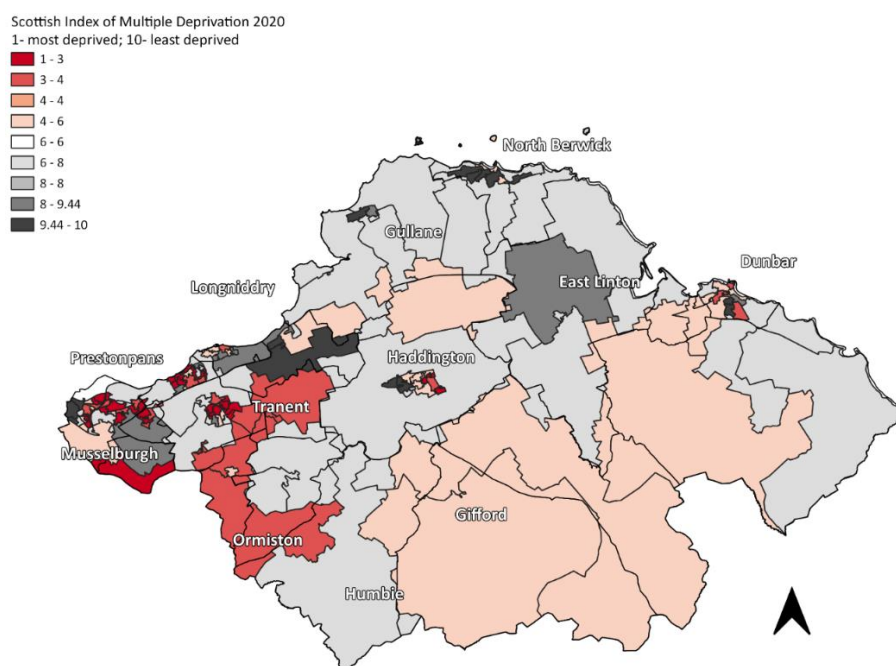 Scottish Index of Multiple Deprivation 2020
1- most deprived; 10- least deprived
1 - 3
3 - 4
4 - 4
4 - 6
6 - 6
6 - 8
8 - 8
8 - 9.44
9.44 - 10
North Berwick
Gullane
Dunbar
East Linton
Longniddry
Prestonpans
Haddington
Tranent
Musselburgh
Gifford
Ormiston
Humbie